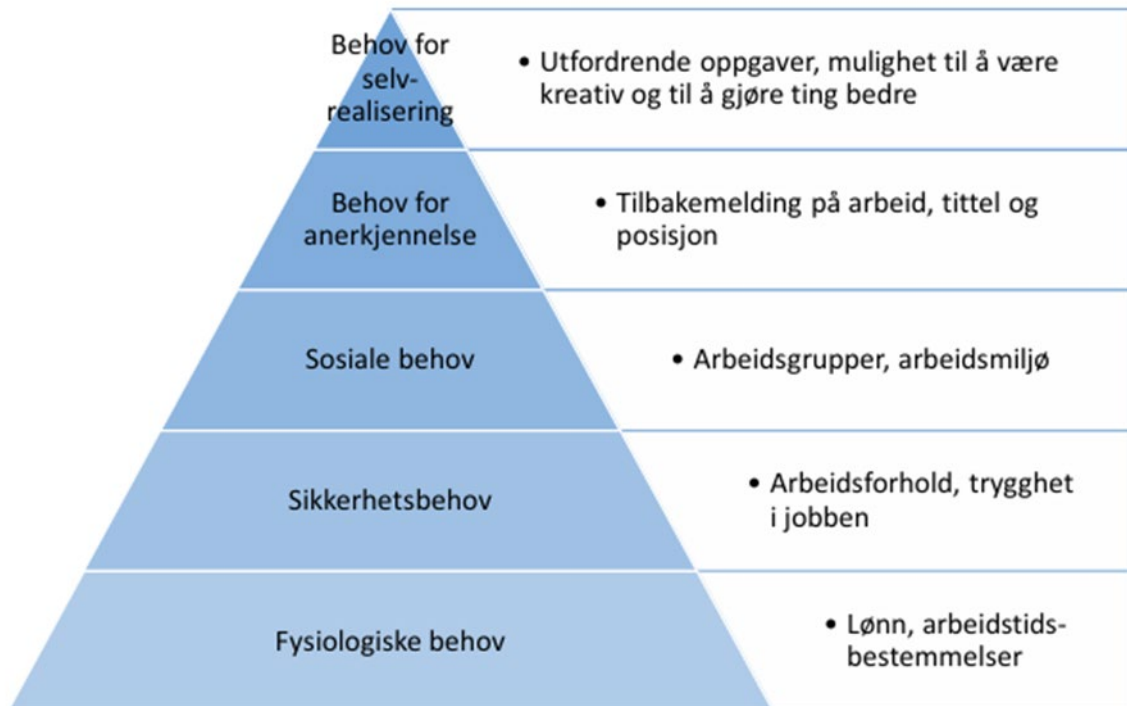 Behov for
selv-
realisering
• Utfordrende oppgaver, mulighet til å være
kreativ og til å gjøre ting bedre
Behov for
anerkjennelse
• Tilbakemelding på arbeid, tittel og
posisjon
Sosiale behov
• Arbeidsgrupper, arbeidsmiljø
Sikkerhetsbehov
• Arbeidsforhold, trygghet
i jobben
Fysiologiske behov
• Lønn, arbeidstids-
bestemmelser